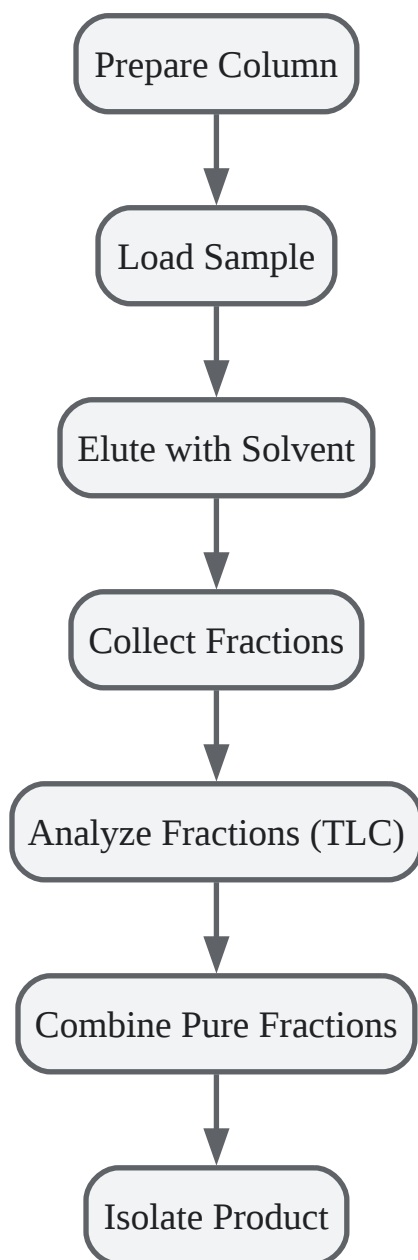 Prepare Column
Load Sample
Elute with Solvent
Collect Fractions
Analyze Fractions (TLC)
Combine Pure Fractions
Isolate Product